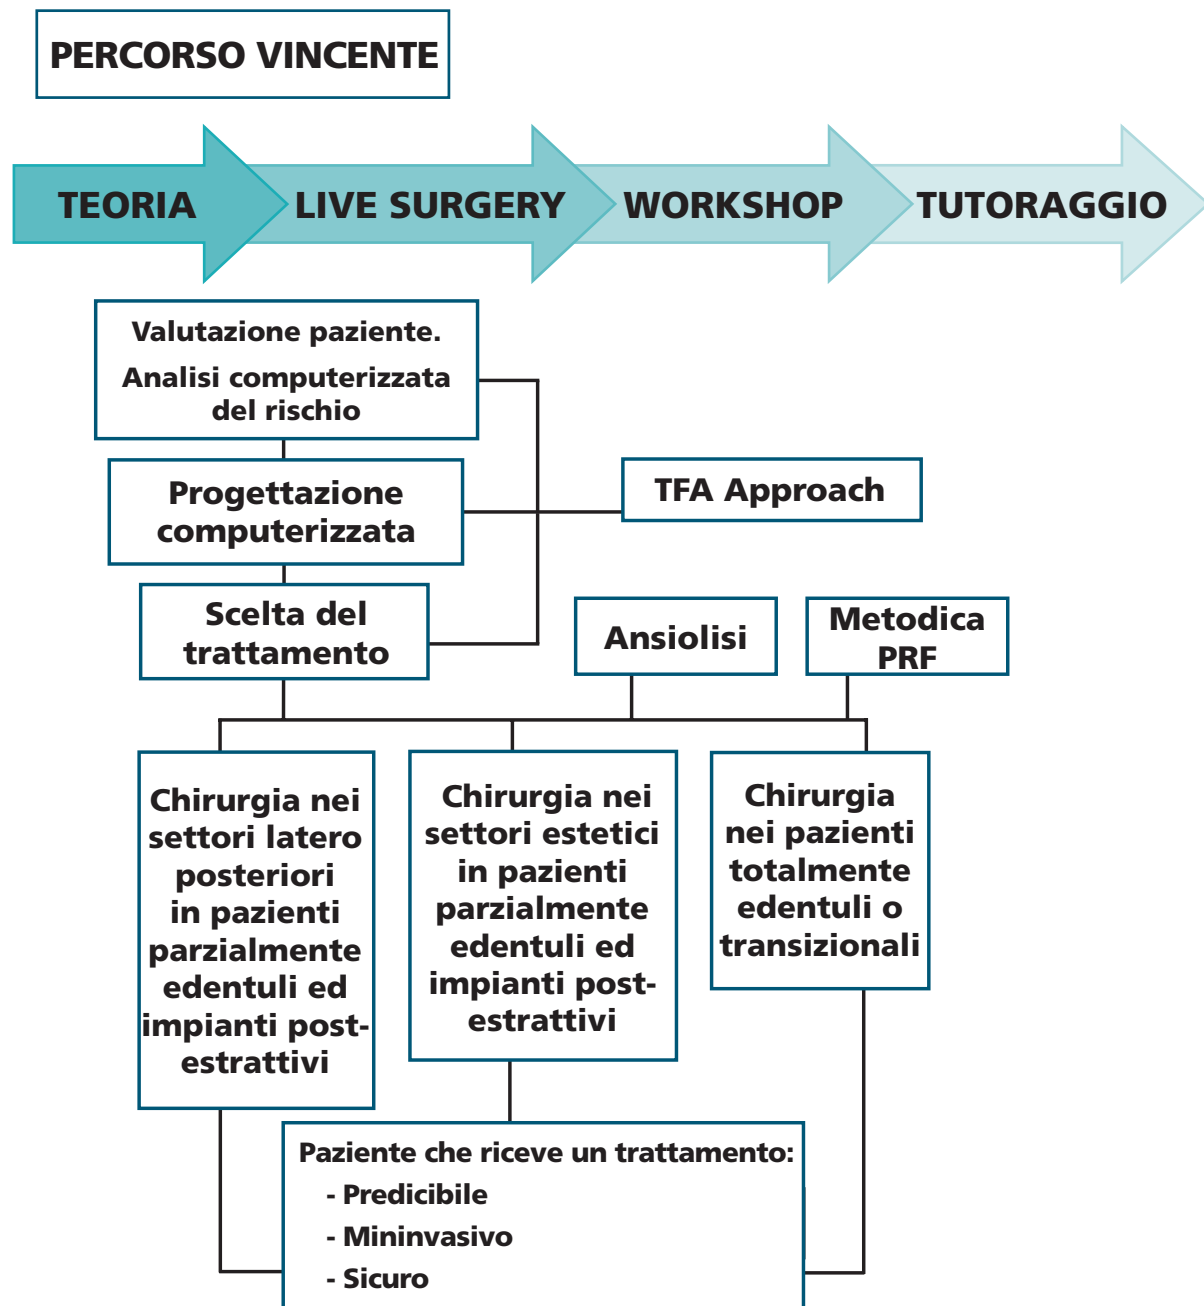 PERCORSO VINCENTE
TEORIA
LIVE SURGERY
WORKSHOP
TUTORAGGIO
Valutazione paziente.
Analisi computerizzata
del rischio
Progettazione
computerizzata
TFA Approach
Scelta del
trattamento
Ansiolisi
Metodica
PRF
Chirurgia nei
settori latero
posteriori
in pazienti
parzialmente
edentuli ed
impianti post-
estrattivi
Chirurgia nei
settori estetici
in pazienti
parzialmente
edentuli ed
impianti post-
estrattivi
Chirurgia
nei pazienti
totalmente
edentuli o
transizionali
Paziente che riceve un trattamento:
- Predicibile
- Mininvasivo
- Sicuro